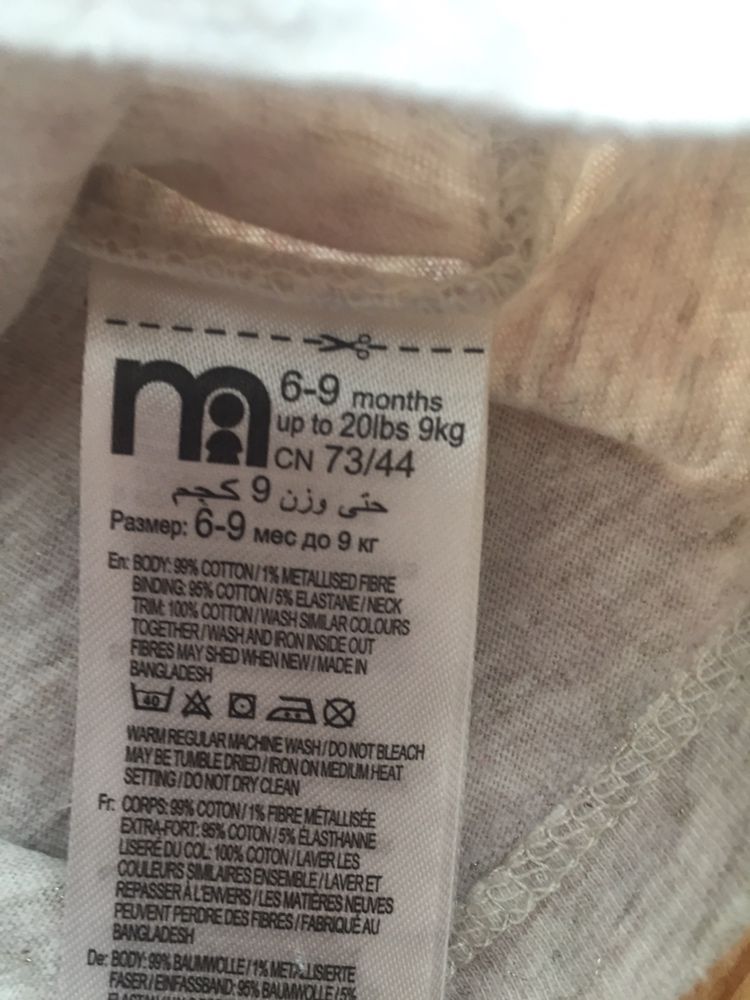 6-9 months
up to 20lbs 9kg
CN 73/44
حتى وزن 9 كجم
Размер: 6-9 мес до 9 кг
En: BODY: 99% COTTON / 1% METALLISED FIBRE
BINDING: 95% COTTON / 5% ELASTANE / NECK
TRIM: 100% COTTON / WASH SIMILAR COLOURS
TOGETHER / WASH AND IRON INSIDE OUT
FIBRES MAY SHED WHEN NEW / MADE IN
BANGLADESH
40
WARM REGULAR MACHINE WASH / DO NOT BLEACH
MAY BE TUMBLE DRIED / IRON ON MEDIUM HEAT
SETTING / DO NOT DRY CLEAN
Fr: CORPS: 99% COTON / 1% FIBRE MÉTALLISÉE
EXTRA-FORT: 95% COTON / 5% ÉLASTHANNE
LISERÉ DU COL: 100% COTON / LAVER LES
COULEURS SIMILAIRES ENSEMBLE / LAVER ET
REPASSER À L'ENVERS / LES MATIÈRES NEUVES
PEUVENT PERDRE DES FIBRES / FABRIQUÉ AU
BANGLADESH
De: BODY: 99% BAUMWOLLE / 1% METALLISIERTE
FASER / EINFASSBAND: 95% BAUMWOLLE / 5%